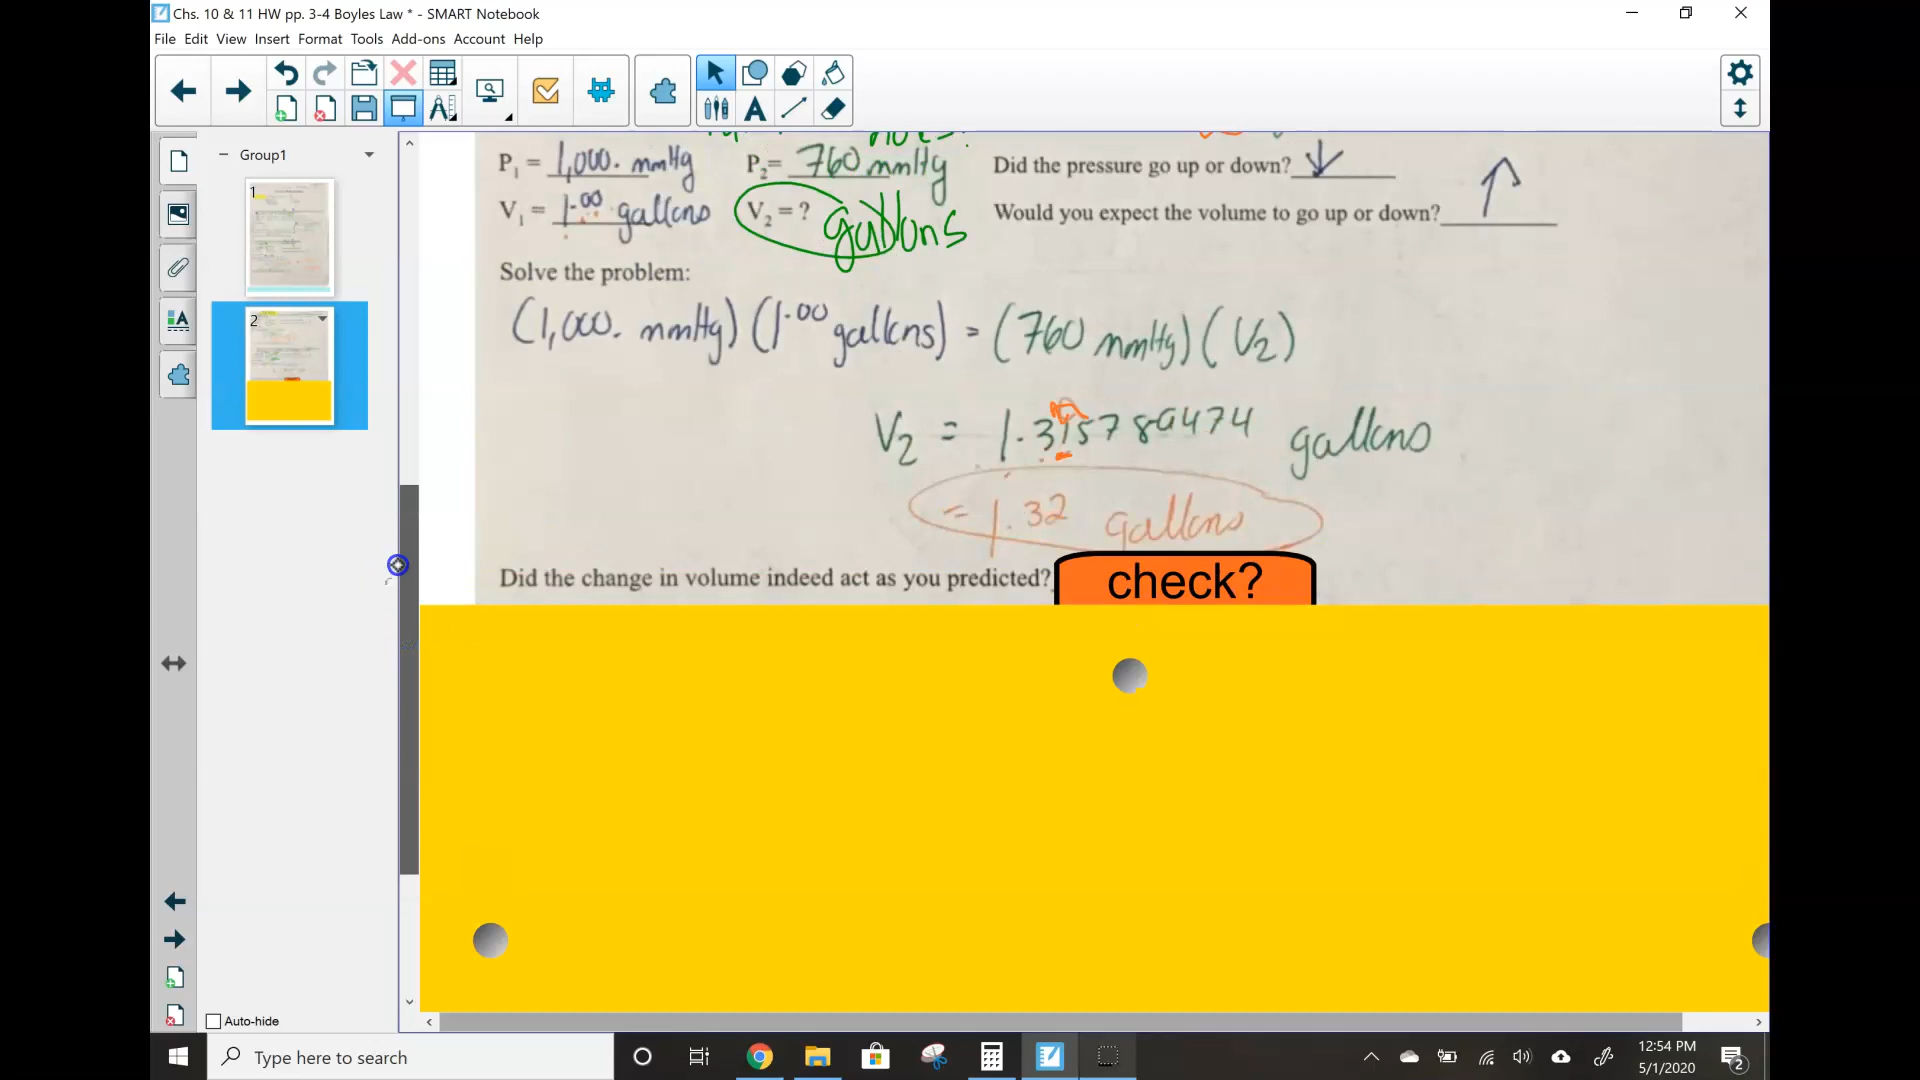 Chs. 10 & 11 HW pp. 3-4 Boyles Law * - SMART Notebook
File Edit View Insert Format Tools Add-ons Account Help
Group1
1
2
P1 = 1,000. mmHg P2= 760 mmHg Did the pressure go up or down? ↓
V1 = 1.00 gallons V2 = ? gallons Would you expect the volume to go up or down? ↑
Solve the problem:
(1,000. mmHg) (1.00 gallons) = (760 mmHg) (V2)
V2 = 1.315789474 gallons
= 1.32 gallons
Did the change in volume indeed act as you predicted?
check?
Auto-hide
Type here to search
12:54 PM
5/1/2020
2